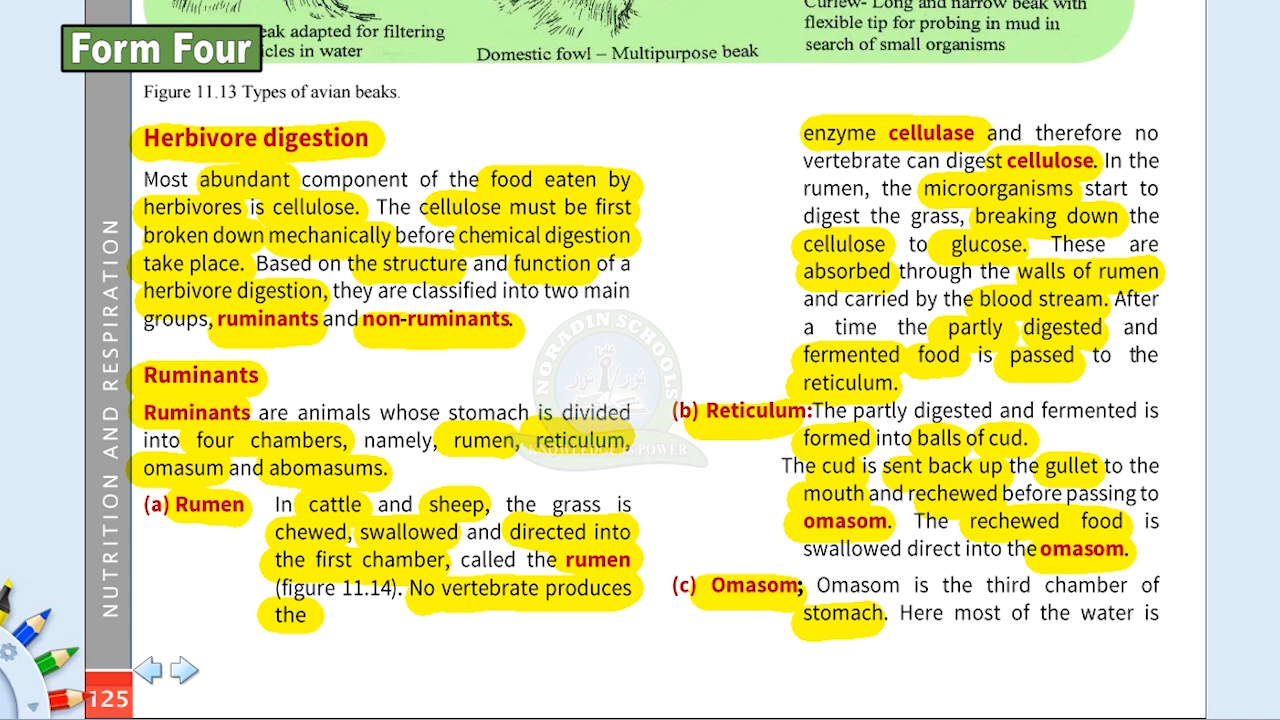 Form Four
eak adapted for filtering
icles in water
Domestic fowl – Multipurpose beak
Curlew- Long and narrow beak with
flexible tip for probing in mud in
search of small organisms
Figure 11.13 Types of avian beaks.
Herbivore digestion
Most abundant component of the food eaten by
herbivores is cellulose. The cellulose must be first
broken down mechanically before chemical digestion
take place. Based on the structure and function of a
herbivore digestion, they are classified into two main
groups, ruminants and non-ruminants.
Ruminants
Ruminants are animals whose stomach is divided
into four chambers, namely, rumen, reticulum,
omasum and abomasums.
(a) Rumen In cattle and sheep, the grass is
chewed, swallowed and directed into
the first chamber, called the rumen
(figure 11.14). No vertebrate produces
the
enzyme cellulase and therefore no
vertebrate can digest cellulose. In the
rumen, the microorganisms start to
digest the grass, breaking down the
cellulose to glucose. These are
absorbed through the walls of rumen
and carried by the blood stream. After
a time the partly digested and
fermented food is passed to the
reticulum.
(b) Reticulum: The partly digested and fermented is
formed into balls of cud.
The cud is sent back up the gullet to the
mouth and rechewed before passing to
omasom. The rechewed food is
swallowed direct into the omasom.
(c) Omasom; Omasom is the third chamber of
stomach. Here most of the water is
NUTRITION AND RESPIRATION
125
NORADIN SCHOOLS
KNOWLEDGE IS POWER